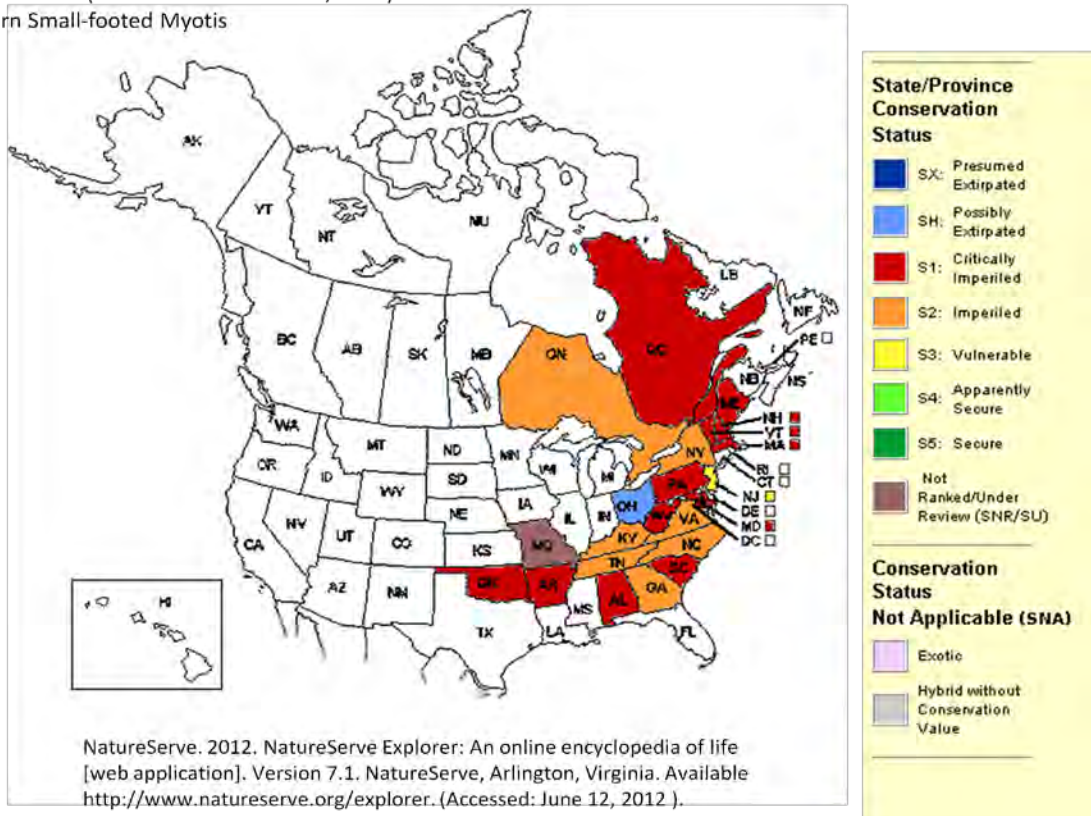 rn Small-footed Myotis
AK
YT
NT
NU
BC
AB
SK
MB
ON
QC
LB
NF
PE
NB
NS
ME
NH
VT
MA
RI
CT
NJ
DE
MD
DC
WA
OR
ID
MT
WY
ND
SD
NE
MN
WI
MI
IA
IL
IN
OH
PA
NY
WV
VA
KY
TN
NC
SC
GA
FL
AL
MS
LA
AR
MO
OK
KS
TX
NM
CO
UT
AZ
NV
CA
HI
NatureServe. 2012. NatureServe Explorer: An online encyclopedia of life
[web application]. Version 7.1. NatureServe, Arlington, Virginia. Available
http://www.natureserve.org/explorer. (Accessed: June 12, 2012 ).
State/Province
Conservation
Status
SX: Presumed
Extirpated
SH: Possibly
Extirpated
S1: Critically
Imperiled
S2: Imperiled
S3: Vulnerable
S4: Apparently
Secure
S5: Secure
Not
Ranked/Under
Review (SNR/SU)
Conservation
Status
Not Applicable (SNA)
Exotic
Hybrid without
Conservation
Value